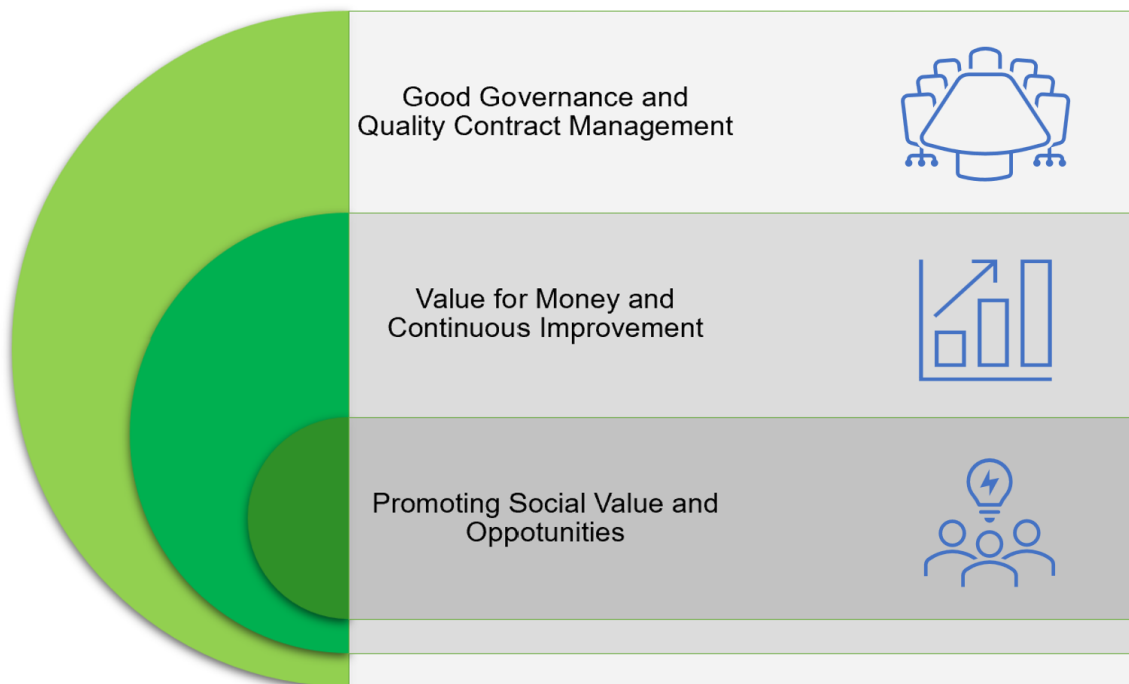 Good Governance and
Quality Contract Management
Value for Money and
Continuous Improvement
Promoting Social Value and
Oppotunities